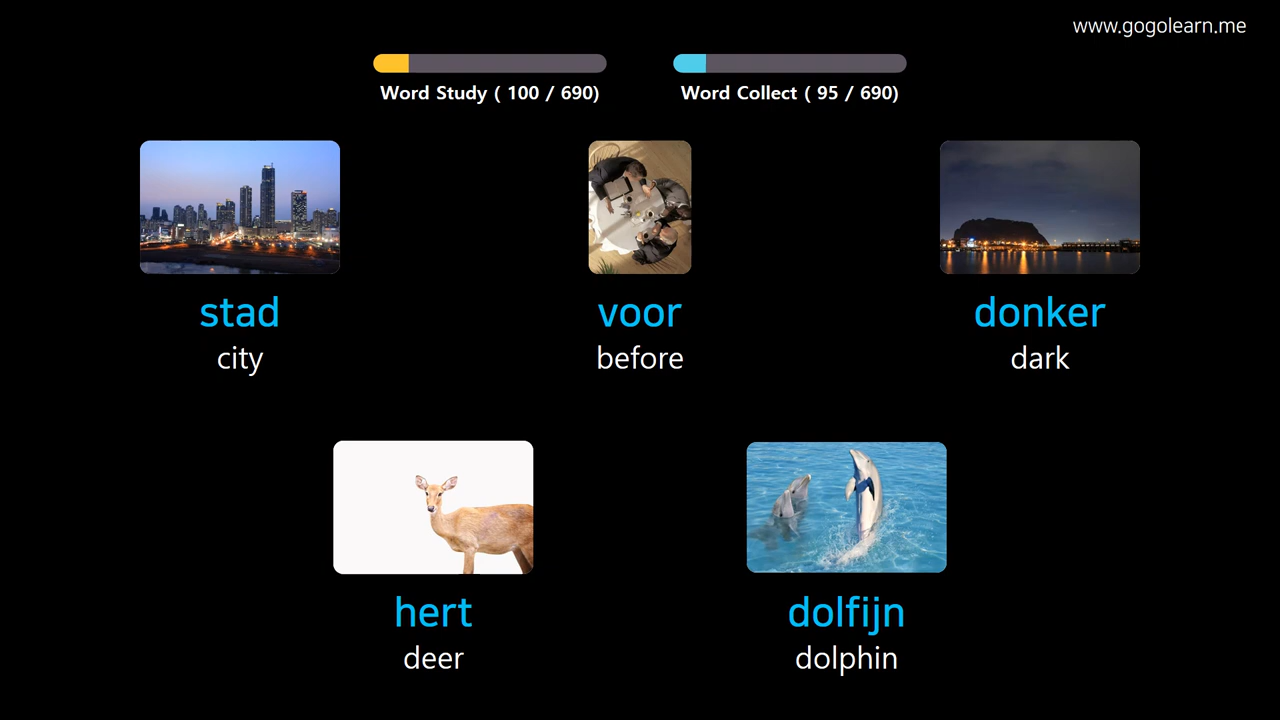 www.gogolearn.me
Word Study ( 100 / 690)
Word Collect ( 95 / 690)
stad
city
voor
before
donker
dark
hert
deer
dolfijn
dolphin